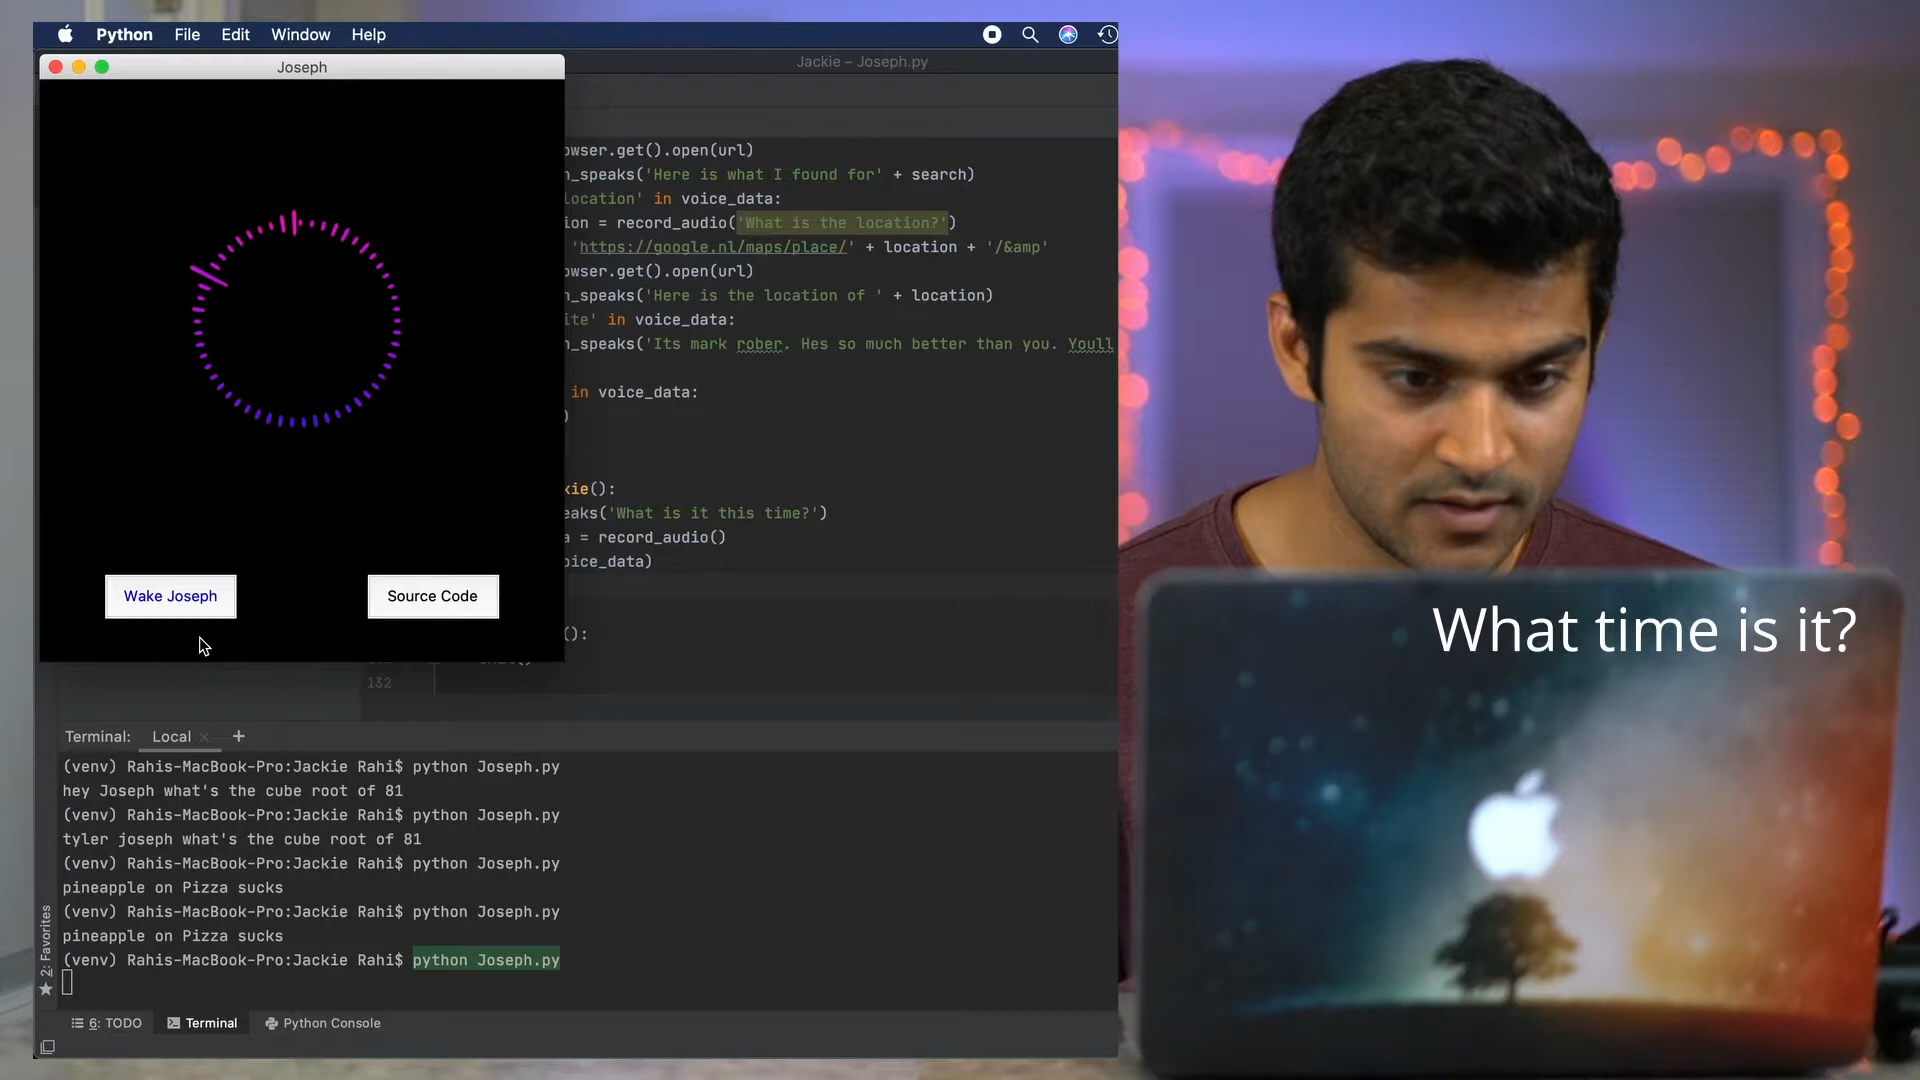 Python File Edit Window Help
Joseph
Jackie – Joseph.py
owser.get().open(url)
n_speaks('Here is what I found for' + search)
location' in voice_data:
ion = record_audio('What is the location?')
'https://google.nl/maps/place/' + location + '/&amp'
owser.get().open(url)
n_speaks('Here is the location of ' + location)
ite' in voice_data:
n_speaks('Its mark rober. Hes so much better than you. Youll
in voice_data:
)
kie():
eaks('What is it this time?')
a = record_audio()
oice_data)
Wake Joseph
Source Code
():
132
What time is it?
Terminal: Local × +
(venv) Rahis-MacBook-Pro:Jackie Rahi$ python Joseph.py
hey Joseph what's the cube root of 81
(venv) Rahis-MacBook-Pro:Jackie Rahi$ python Joseph.py
tyler joseph what's the cube root of 81
(venv) Rahis-MacBook-Pro:Jackie Rahi$ python Joseph.py
pineapple on Pizza sucks
(venv) Rahis-MacBook-Pro:Jackie Rahi$ python Joseph.py
pineapple on Pizza sucks
(venv) Rahis-MacBook-Pro:Jackie Rahi$ python Joseph.py
2: Favorites
6: TODO Terminal Python Console